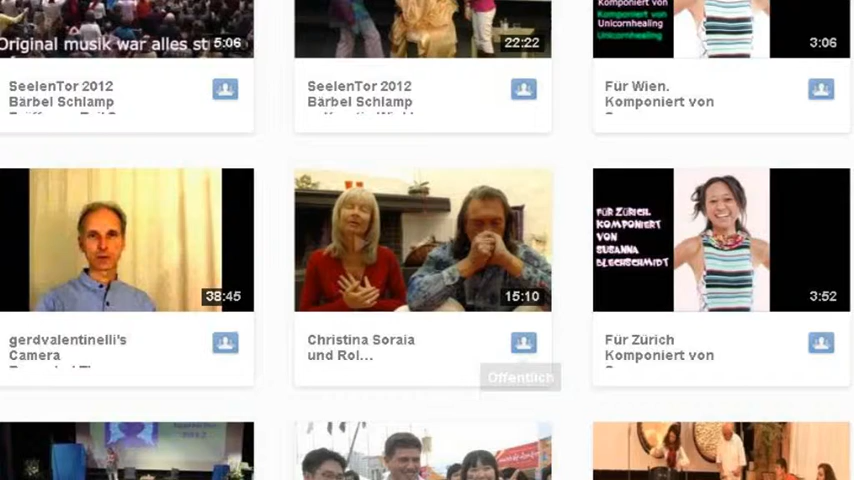 Original musik war alles st
5:06
22:22
Komponiert von
Komponiert von
Unicornhealing
Unicornhealing
3:06
SeelenTor 2012
Bärbel Schlamp
SeelenTor 2012
Bärbel Schlamp
Für Wien.
Komponiert von
38:45
15:10
FÜR ZÜRICH.
KOMPONIERT
VON
SUSANNA
BLECHSCHMIDT
3:52
gerdvalentinelli's
Camera
Christina Soraia
und Rol...
Öffentlich
Für Zürich
Komponiert von